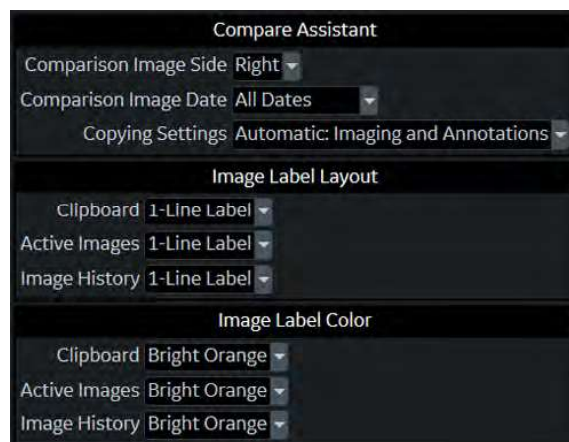 Compare Assistant
Comparison Image Side Right
Comparison Image Date All Dates
Copying Settings Automatic: Imaging and Annotations
Image Label Layout
Clipboard 1-Line Label
Active Images 1-Line Label
Image History 1-Line Label
Image Label Color
Clipboard Bright Orange
Active Images Bright Orange
Image History Bright Orange